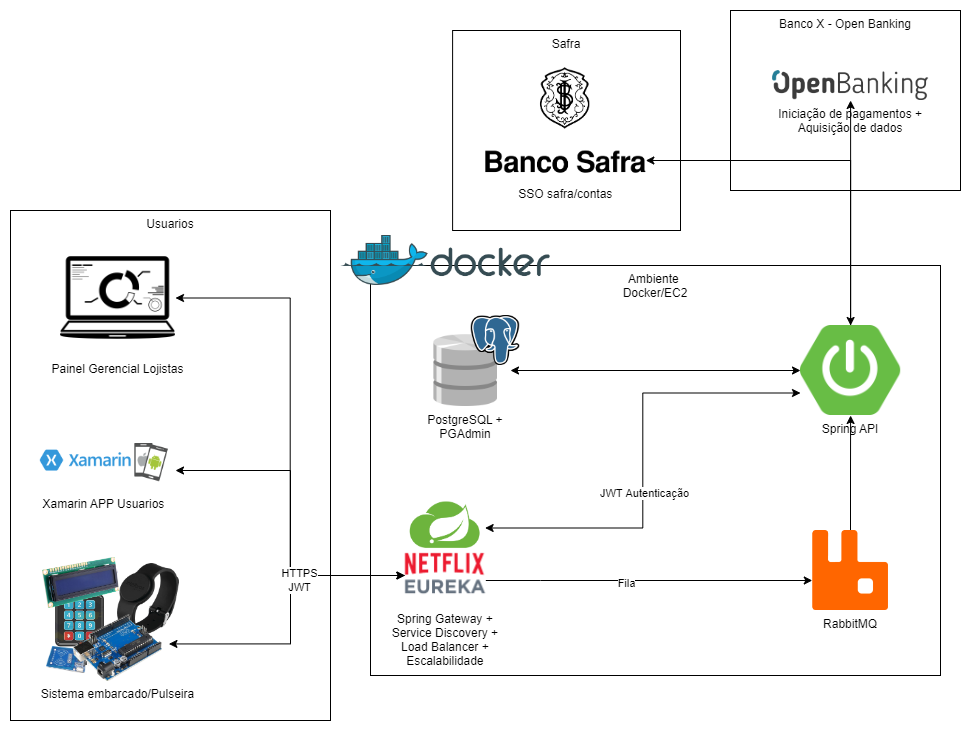 Banco X - Open Banking
OpenBanking
Iniciação de pagamentos +
Aquisição de dados
Safra
Banco Safra
SSO safra/contas
Usuarios
Painel Gerencial Lojistas
Xamarin
Xamarin APP Usuarios
Sistema embarcado/Pulseira
HTTPS
JWT
docker
Ambiente
Docker/EC2
PostgreSQL +
PGAdmin
Spring API
JWT Autenticação
NETFLIX
EUREKA
Spring Gateway +
Service Discovery +
Load Balancer +
Escalabilidade
Fila
RabbitMQ